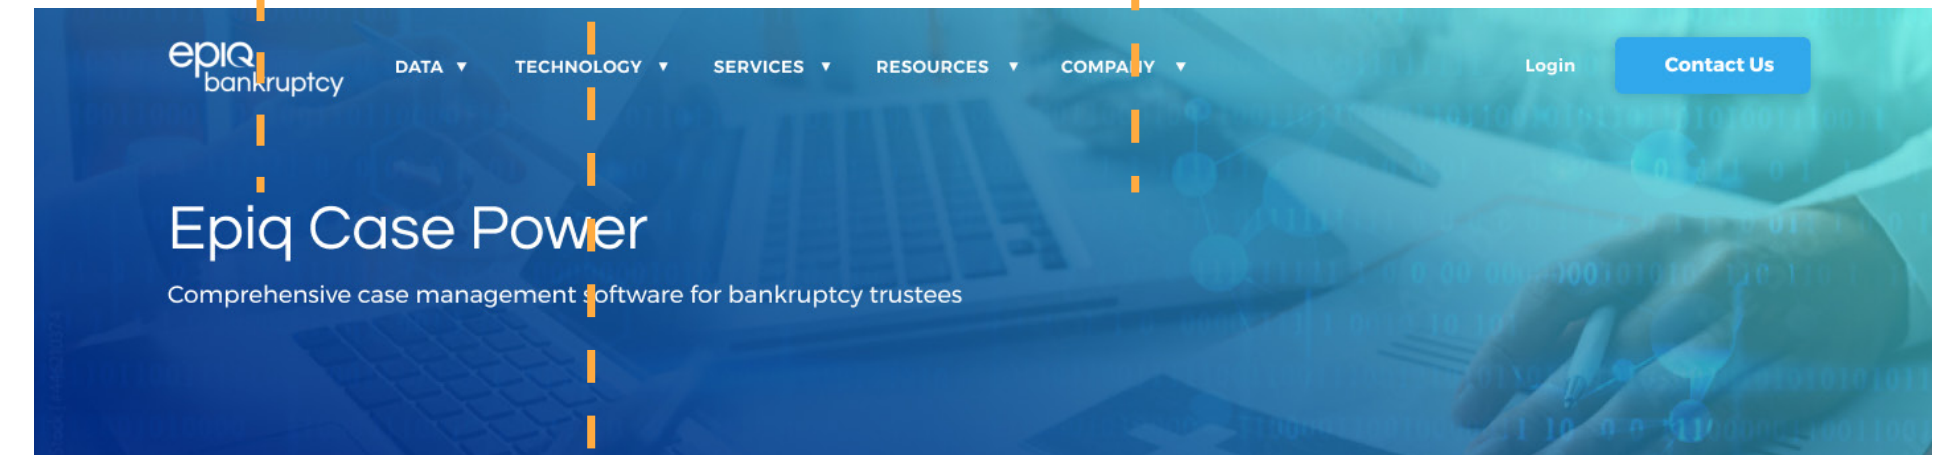 epiq
bankruptcy
DATA ▼ TECHNOLOGY ▼ SERVICES ▼ RESOURCES ▼ COMPANY ▼ Login Contact Us
Epiq Case Power
Comprehensive case management software for bankruptcy trustees